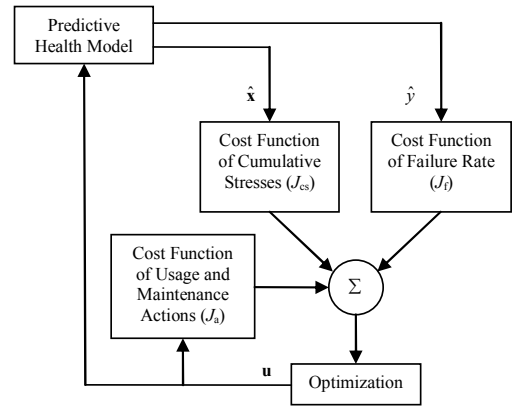 Predictive
Health Model
x̂
ŷ
Cost Function
of Cumulative
Stresses (Jcs)
Cost Function
of Failure Rate
(Jf)
Cost Function
of Usage and
Maintenance
Actions (Ja)
Σ
u
Optimization